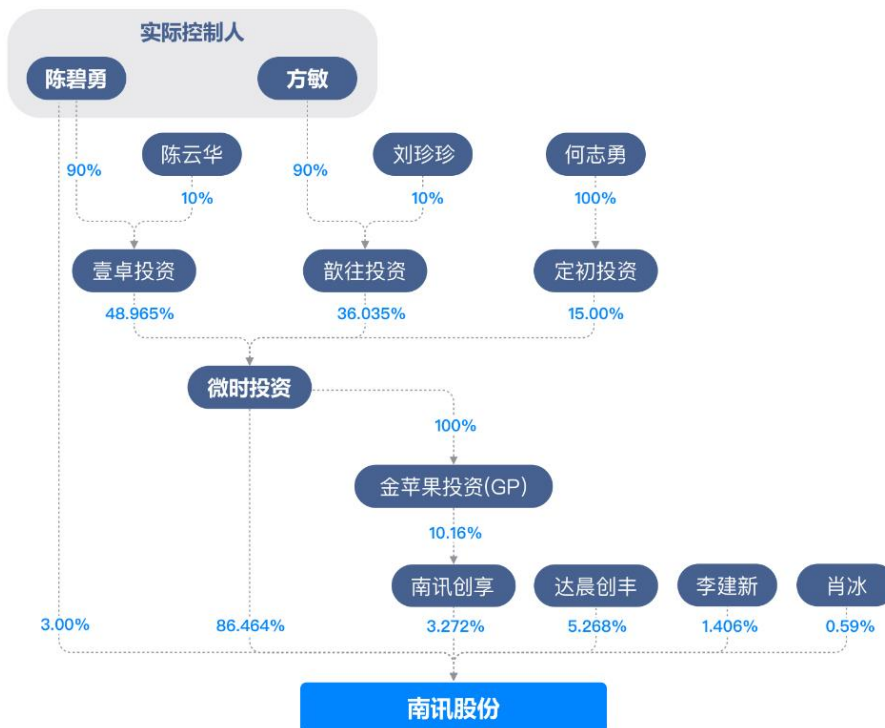 实际控制人
陈碧勇
方敏
陈云华
刘珍珍
何志勇
90%
10%
90%
10%
100%
壹卓投资
歆往投资
定初投资
48.965%
36.035%
15.00%
微时投资
100%
金苹果投资(GP)
10.16%
南讯创享
达晨创丰
李建新
肖冰
3.00%
86.464%
3.272%
5.268%
1.406%
0.59%
南讯股份